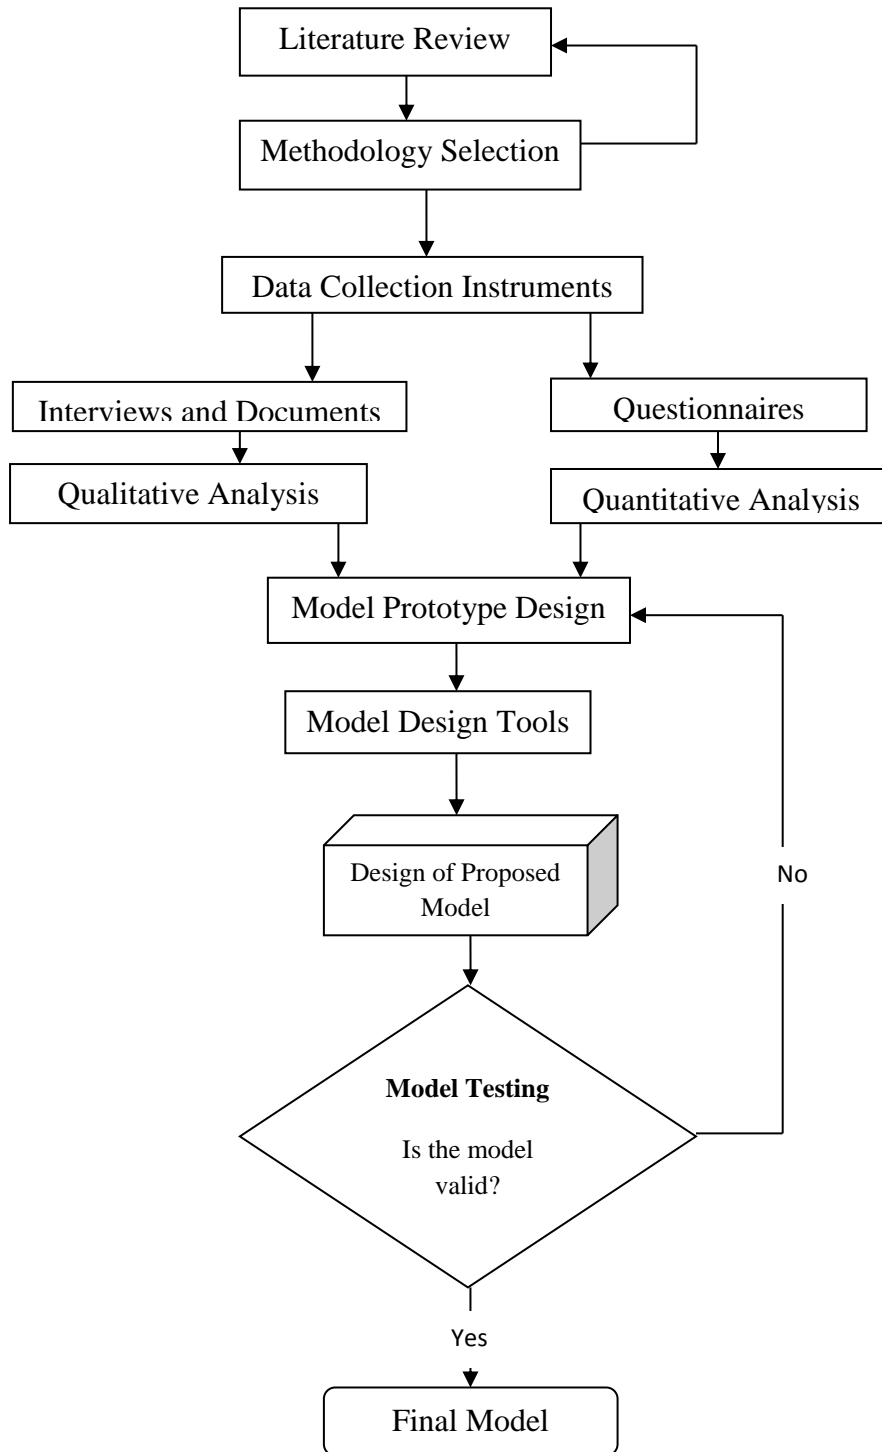 Literature Review
Methodology Selection
Data Collection Instruments
Interviews and Documents
Questionnaires
Qualitative Analysis
Quantitative Analysis
Model Prototype Design
Model Design Tools
Design of Proposed
Model
No
Model Testing
Is the model
valid?
Yes
Final Model